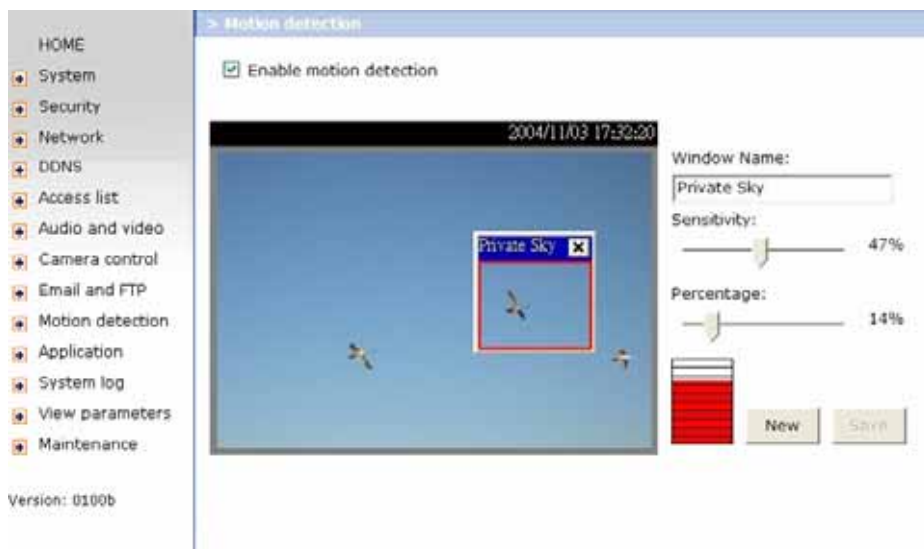 > Motion detection
HOME
System
Security
Network
DDNS
Access list
Audio and video
Camera control
Email and FTP
Motion detection
Application
System log
View parameters
Maintenance
Version: 0100b
Enable motion detection
2004/11/03 17:32:20
Private Sky
Window Name:
Private Sky
Sensitivity:
47%
Percentage:
14%
New
Save